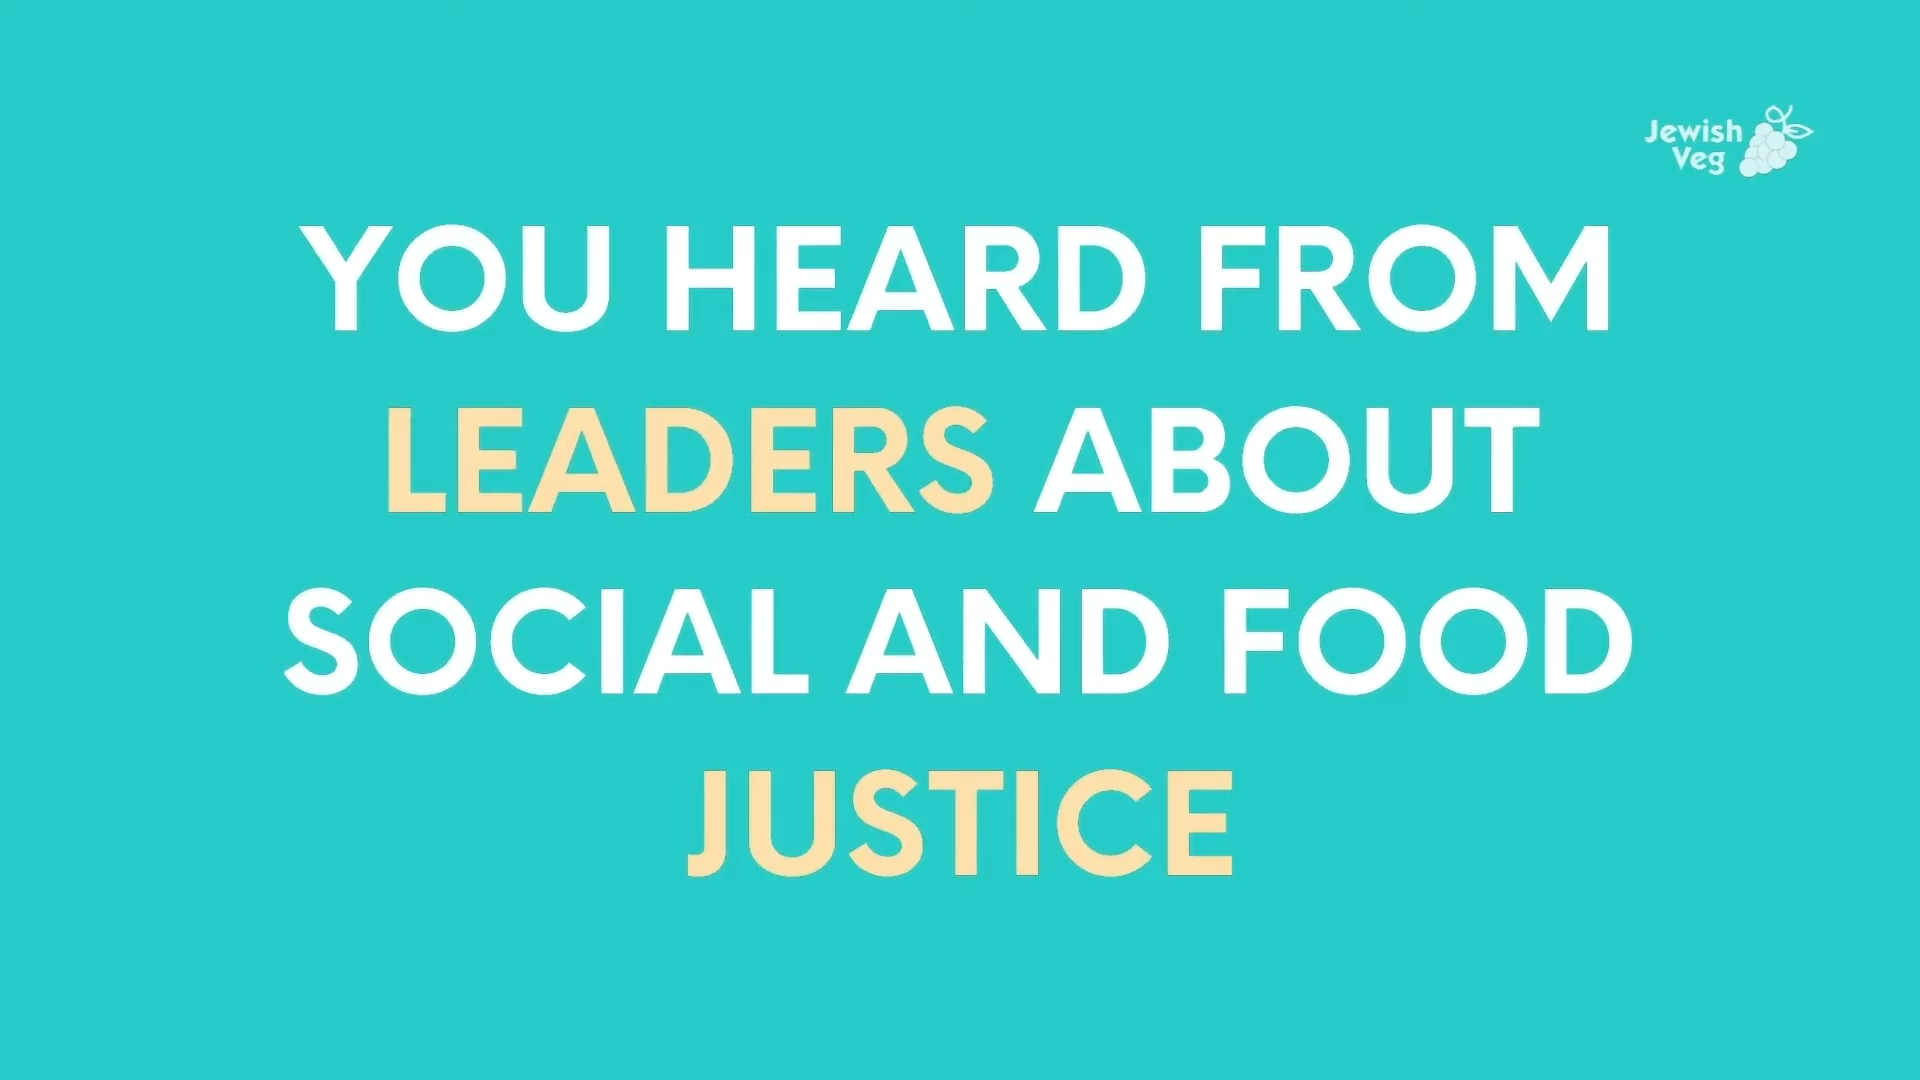 Jewish
Veg
YOU HEARD FROM
LEADERS ABOUT
SOCIAL AND FOOD
JUSTICE